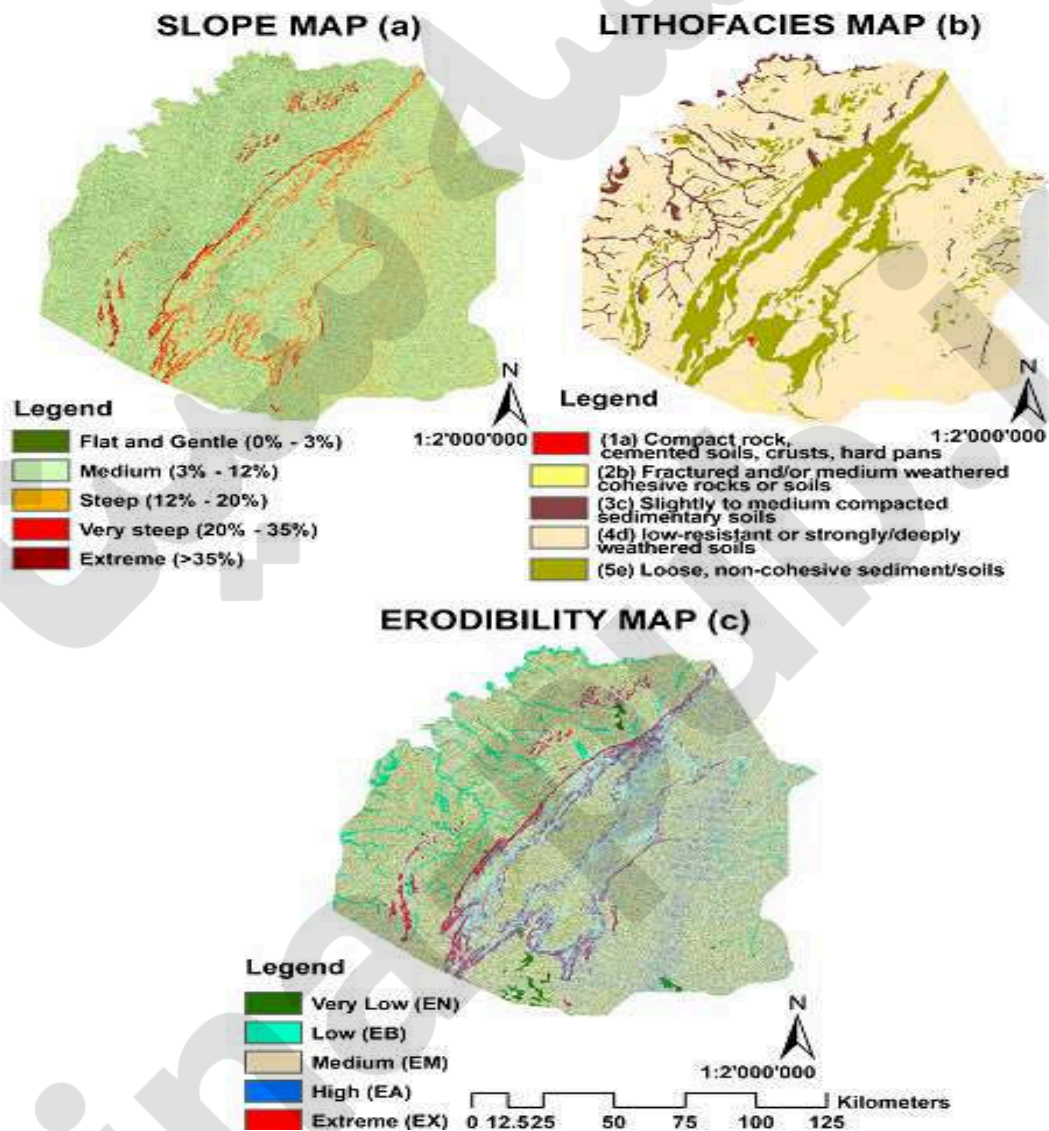 SLOPE MAP (a)
LITHOFACIES MAP (b)
N
Legend
1:2'000'000
Flat and Gentle (0% - 3%)
Medium (3% - 12%)
Steep (12% - 20%)
Very steep (20% - 35%)
Extreme (>35%)
N
Legend
1:2'000'000
(1a) Compact rock,
cemented soils, crusts, hard pans
(2b) Fractured and/or medium weathered
cohesive rocks or soils
(3c) Slightly to medium compacted
sedimentary soils
(4d) low-resistant or strongly/deeply
weathered soils
(5e) Loose, non-cohesive sediment/soils
ERODIBILITY MAP (c)
Legend
Very Low (EN)
Low (EB)
Medium (EM)
High (EA)
Extreme (EX)
N
1:2'000'000
Kilometers
0 12.525 50 75 100 125